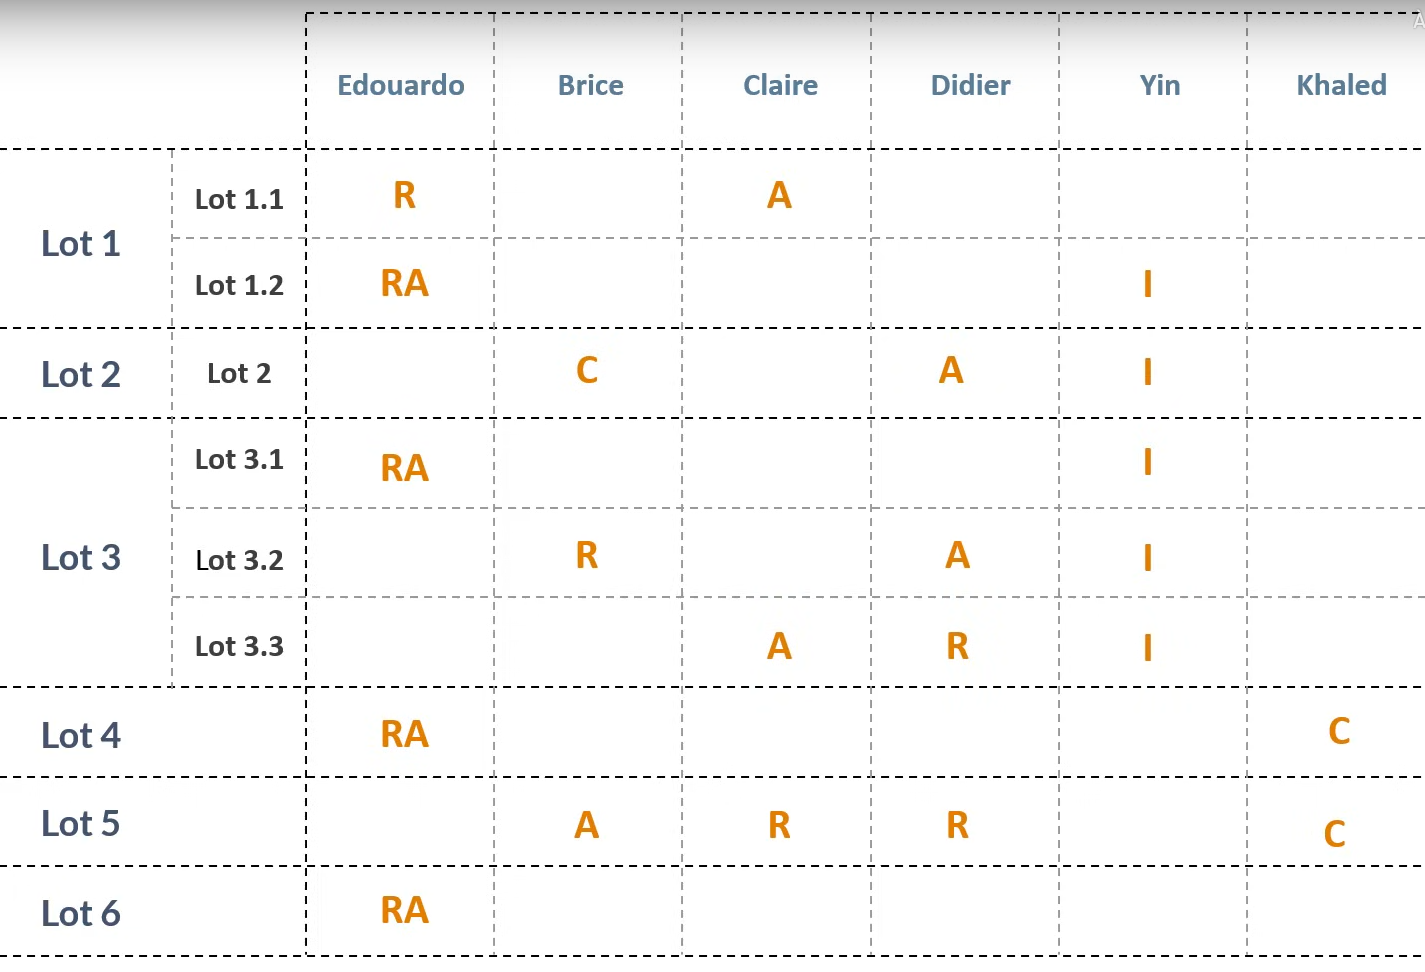 Edouardo Brice Claire Didier Yin Khaled
Lot 1
Lot 1.1 R A
Lot 1.2 RA I
Lot 2 Lot 2 C A I
Lot 3
Lot 3.1 RA I
Lot 3.2 R A I
Lot 3.3 A R I
Lot 4 RA C
Lot 5 A R R C
Lot 6 RA